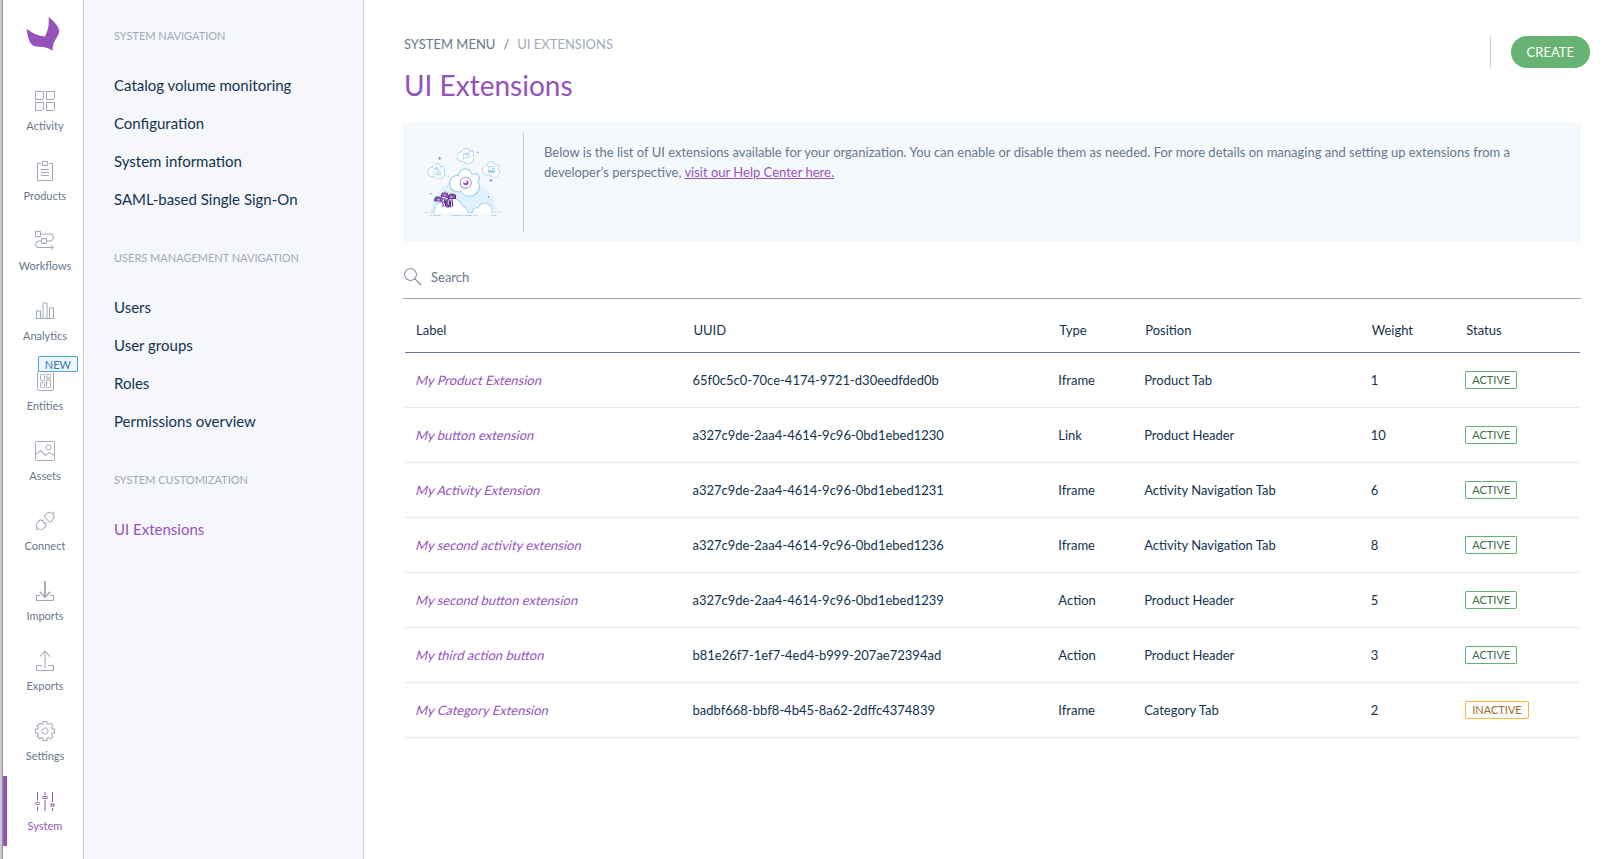 Activity
Products
Workflows
Analytics
NEW
Entities
Assets
Connect
Imports
Exports
Settings
System
SYSTEM NAVIGATION
Catalog volume monitoring
Configuration
System information
SAML-based Single Sign-On
USERS MANAGEMENT NAVIGATION
Users
User groups
Roles
Permissions overview
SYSTEM CUSTOMIZATION
UI Extensions
SYSTEM MENU / UI EXTENSIONS
CREATE
UI Extensions
Below is the list of UI extensions available for your organization. You can enable or disable them as needed. For more details on managing and setting up extensions from a
developer's perspective, visit our Help Center here.
Search
Label UUID Type Position Weight Status
My Product Extension 65f0c5c0-70ce-4174-9721-d30eedfded0b Iframe Product Tab 1 ACTIVE
My button extension a327c9de-2aa4-4614-9c96-0bd1ebed1230 Link Product Header 10 ACTIVE
My Activity Extension a327c9de-2aa4-4614-9c96-0bd1ebed1231 Iframe Activity Navigation Tab 6 ACTIVE
My second activity extension a327c9de-2aa4-4614-9c96-0bd1ebed1236 Iframe Activity Navigation Tab 8 ACTIVE
My second button extension a327c9de-2aa4-4614-9c96-0bd1ebed1239 Action Product Header 5 ACTIVE
My third action button b81e26f7-1ef7-4ed4-b999-207ae72394ad Action Product Header 3 ACTIVE
My Category Extension badbf668-bbf8-4b45-8a62-2dffc4374839 Iframe Category Tab 2 INACTIVE